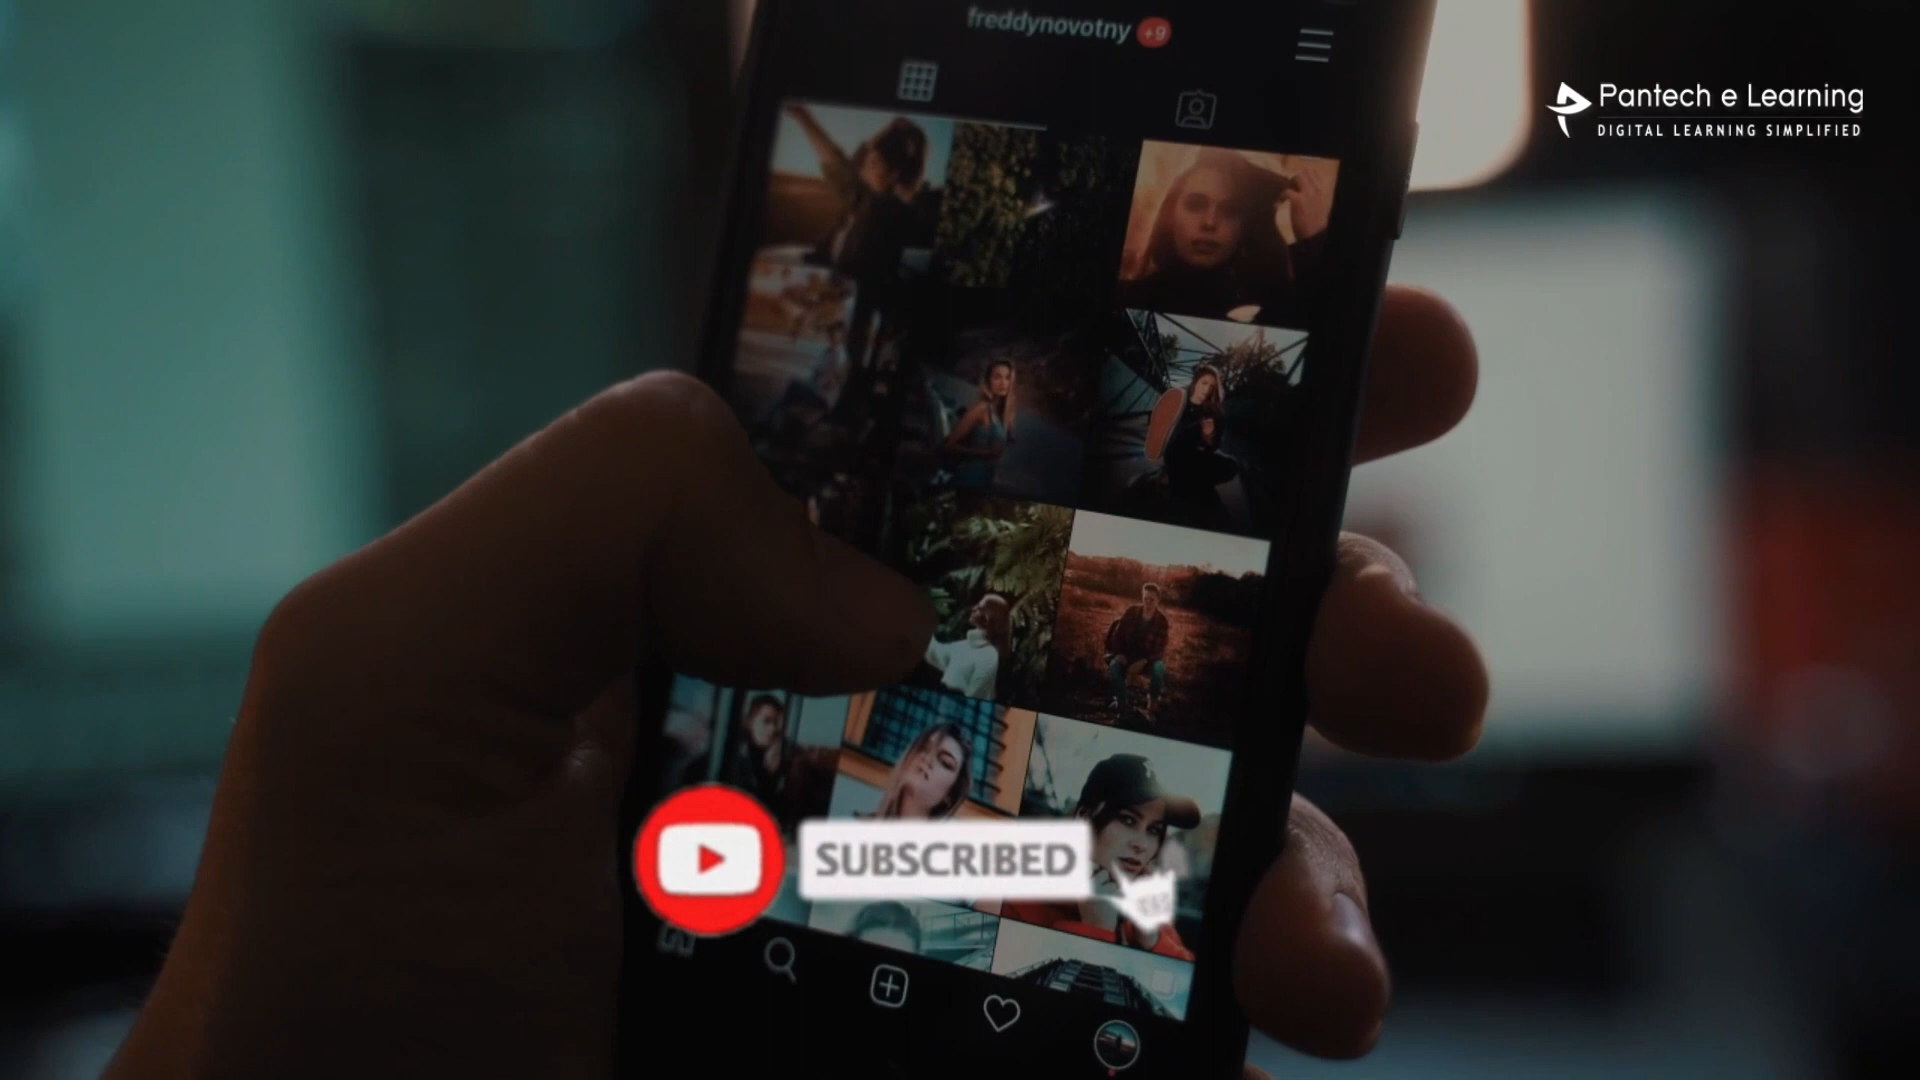 freddynovotny +9
Pantech e Learning
DIGITAL LEARNING SIMPLIFIED
SUBSCRIBED